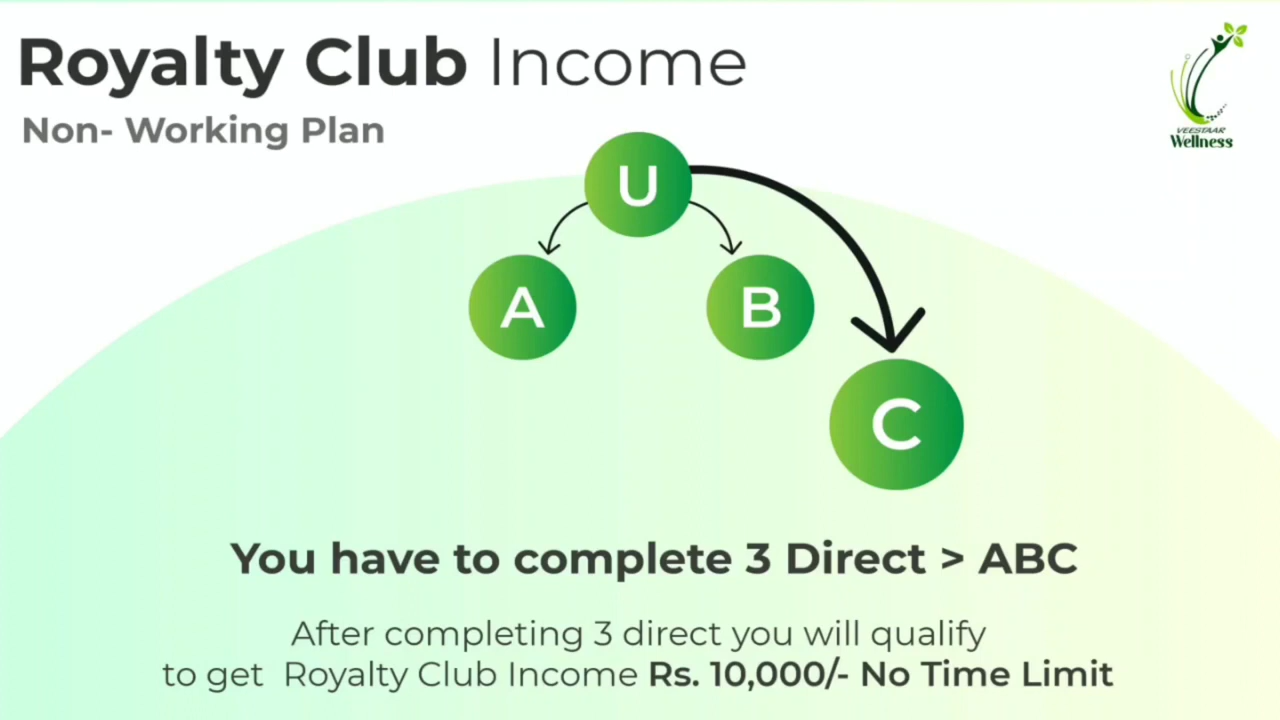 Royalty Club Income
Non- Working Plan
VEESTAAR
Wellness
U
A
B
C
You have to complete 3 Direct > ABC
After completing 3 direct you will qualify
to get Royalty Club Income Rs. 10,000/- No Time Limit